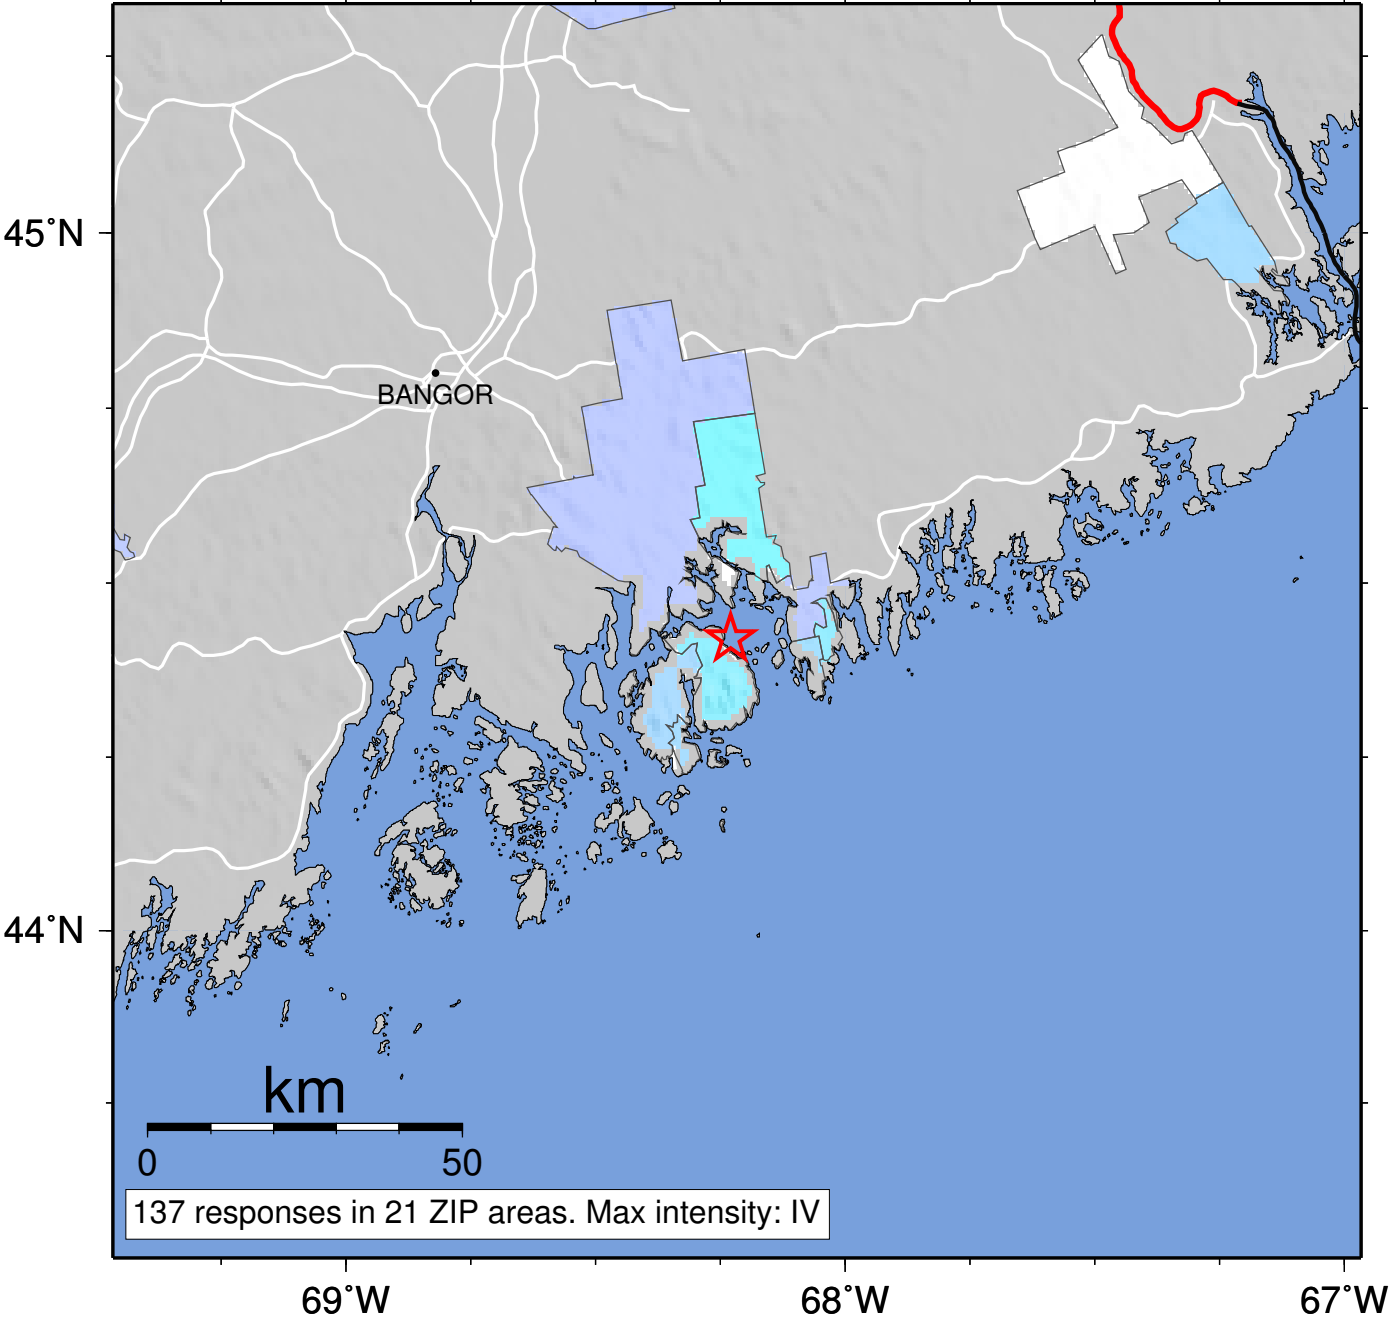 45°N
BANGOR
44°N
km
0 50
137 responses in 21 ZIP areas. Max intensity: IV
69°W 68°W 67°W